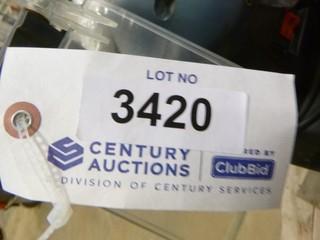 LOT NO
3420
CENTURY
AUCTIONS
ClubBid
DIVISION OF CENTURY SERVICES